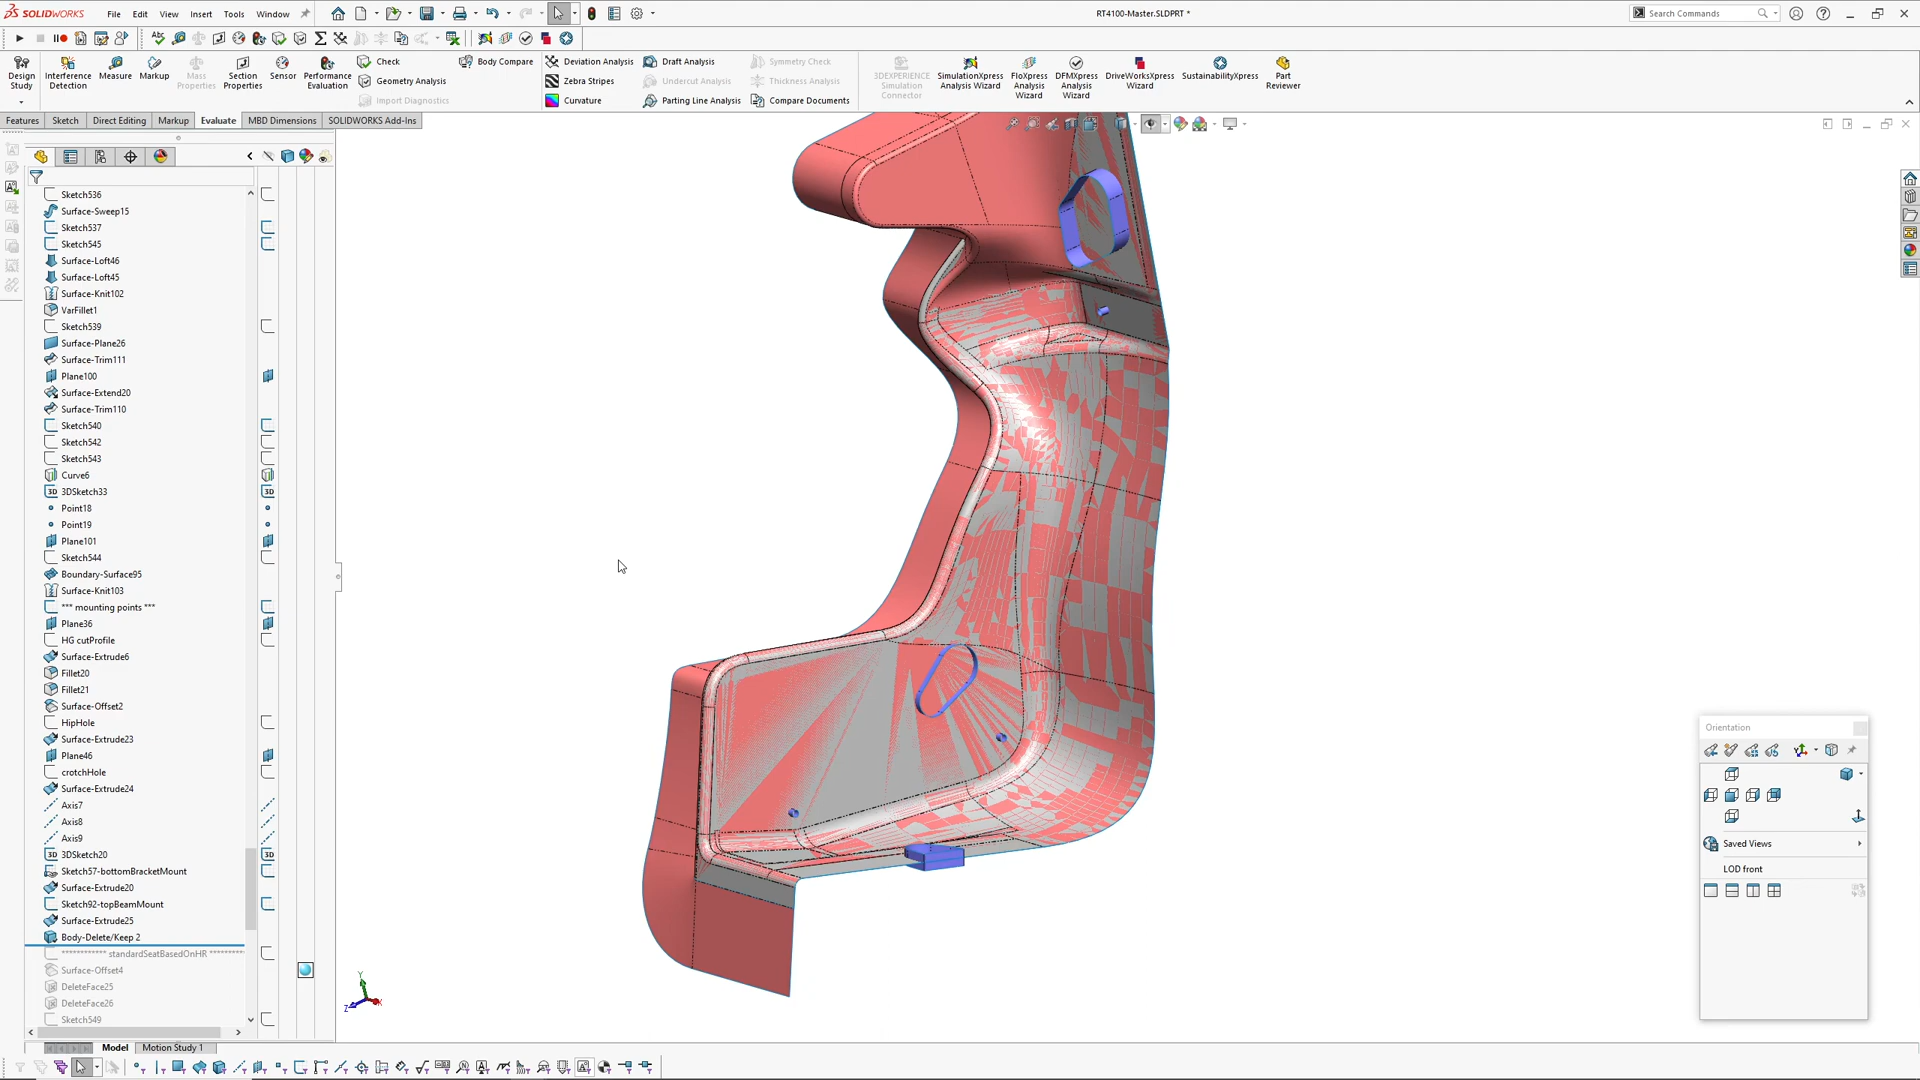 SOLIDWORKS File Edit View Insert Tools Window RT4100-Master.SLDPRT * Search Commands
Design Study
Interference Detection
Measure
Markup
Mass Properties
Section Properties
Sensor
Performance Evaluation
Check
Geometry Analysis
Import Diagnostics
Body Compare
Deviation Analysis
Zebra Stripes
Curvature
Draft Analysis
Undercut Analysis
Parting Line Analysis
Symmetry Check
Thickness Analysis
Compare Documents
3DEXPERIENCE Simulation Connector
SimulationXpress Analysis Wizard
FloXpress Analysis Wizard
DFMXpress Analysis Wizard
DriveWorksXpress Wizard
SustainabilityXpress
Part Reviewer
Features Sketch Direct Editing Markup Evaluate MBD Dimensions SOLIDWORKS Add-Ins
Sketch536
Surface-Sweep15
Sketch537
Sketch545
Surface-Loft46
Surface-Loft45
Surface-Knit102
VarFillet1
Sketch539
Surface-Plane26
Surface-Trim111
Plane100
Surface-Extend20
Surface-Trim110
Sketch540
Sketch542
Sketch543
Curve6
3D 3DSketch33 3D
Point18
Point19
Plane101
Sketch544
Boundary-Surface95
Surface-Knit103
*** mounting points ***
Plane36
HG cutProfile
Surface-Extrude6
Fillet20
Fillet21
Surface-Offset2
HipHole
Surface-Extrude23
Plane46
crotchHole
Surface-Extrude24
Axis7
Axis8
Axis9
3D 3DSketch20 3D
Sketch57-bottomBracketMount
Surface-Extrude20
Sketch92-topBeamMount
Surface-Extrude25
Body-Delete/Keep 2
************ standardSeatBasedOnHR *********
Surface-Offset4
DeleteFace25
DeleteFace26
Sketch549
Y
Z
X
Orientation
Saved Views
LOD front
Model Motion Study 1